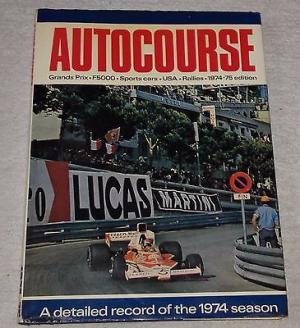 AUTOCOURSE
Grands Prix • F5000 • Sports cars • USA • Rallies • 1974-75 edition
LUCAS
MARTINI
A detailed record of the 1974 season